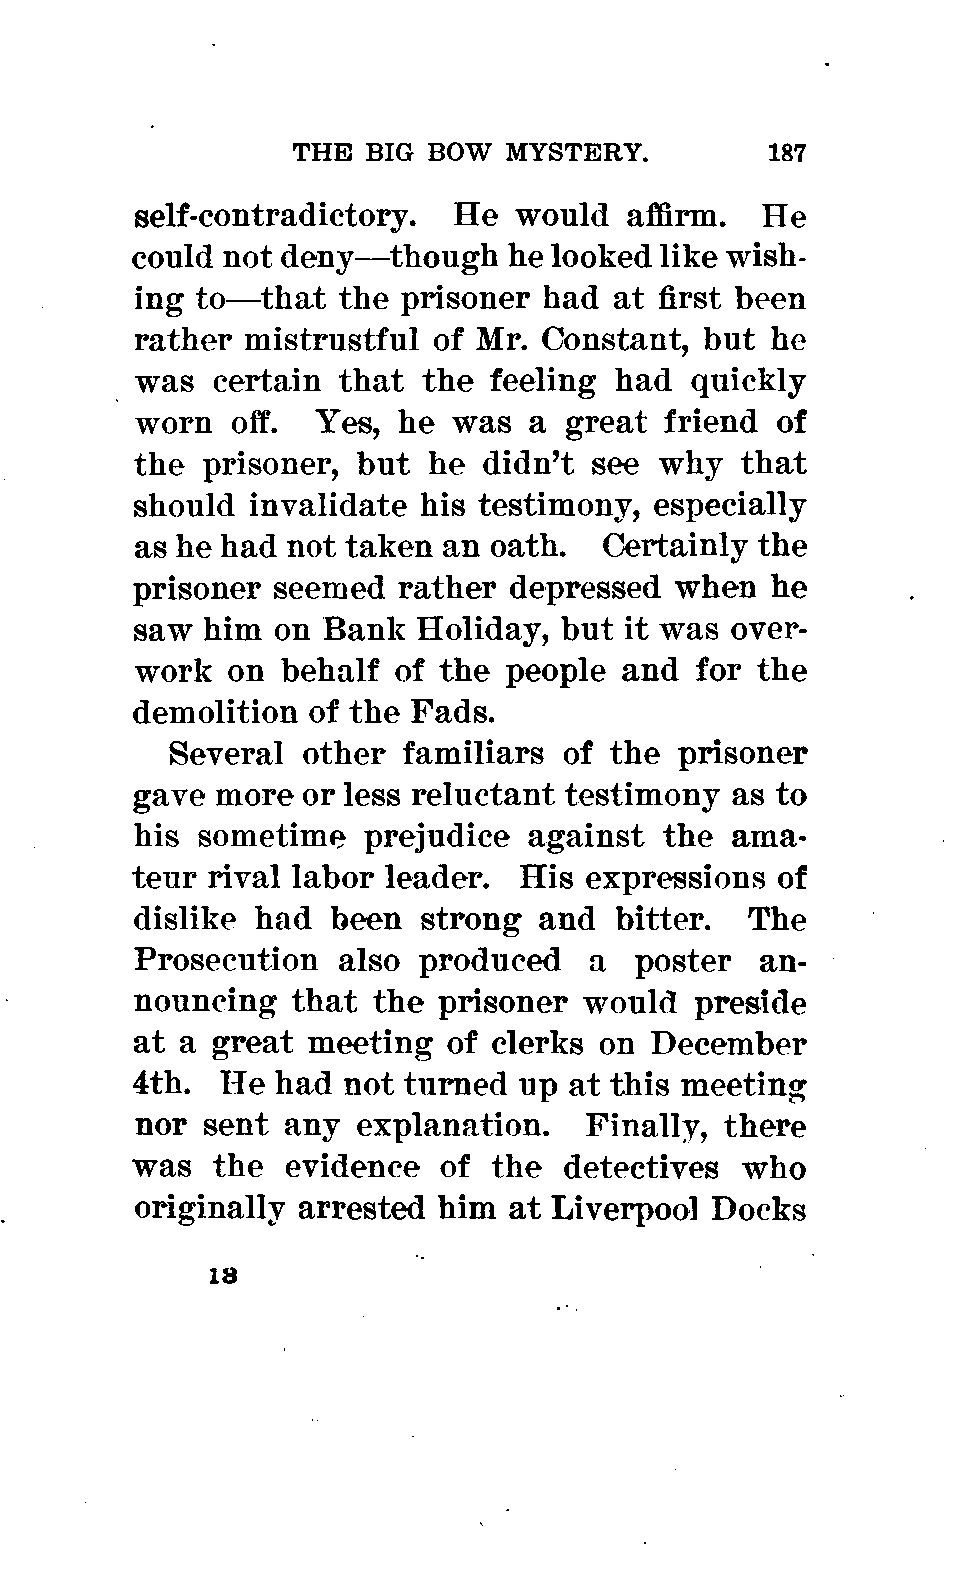 THE BIG BOW MYSTERY. 187
self-contradictory. He would affirm. He
could not deny—though he looked like wish-
ing to—that the prisoner had at first been
rather mistrustful of Mr. Constant, but he
was certain that the feeling had quickly
worn off. Yes, he was a great friend of
the prisoner, but he didn't see why that
should invalidate his testimony, especially
as he had not taken an oath. Certainly the
prisoner seemed rather depressed when he
saw him on Bank Holiday, but it was over-
work on behalf of the people and for the
demolition of the Fads.
Several other familiars of the prisoner
gave more or less reluctant testimony as to
his sometime prejudice against the ama-
teur rival labor leader. His expressions of
dislike had been strong and bitter. The
Prosecution also produced a poster an-
nouncing that the prisoner would preside
at a great meeting of clerks on December
4th. He had not turned up at this meeting
nor sent any explanation. Finally, there
was the evidence of the detectives who
originally arrested him at Liverpool Docks
13